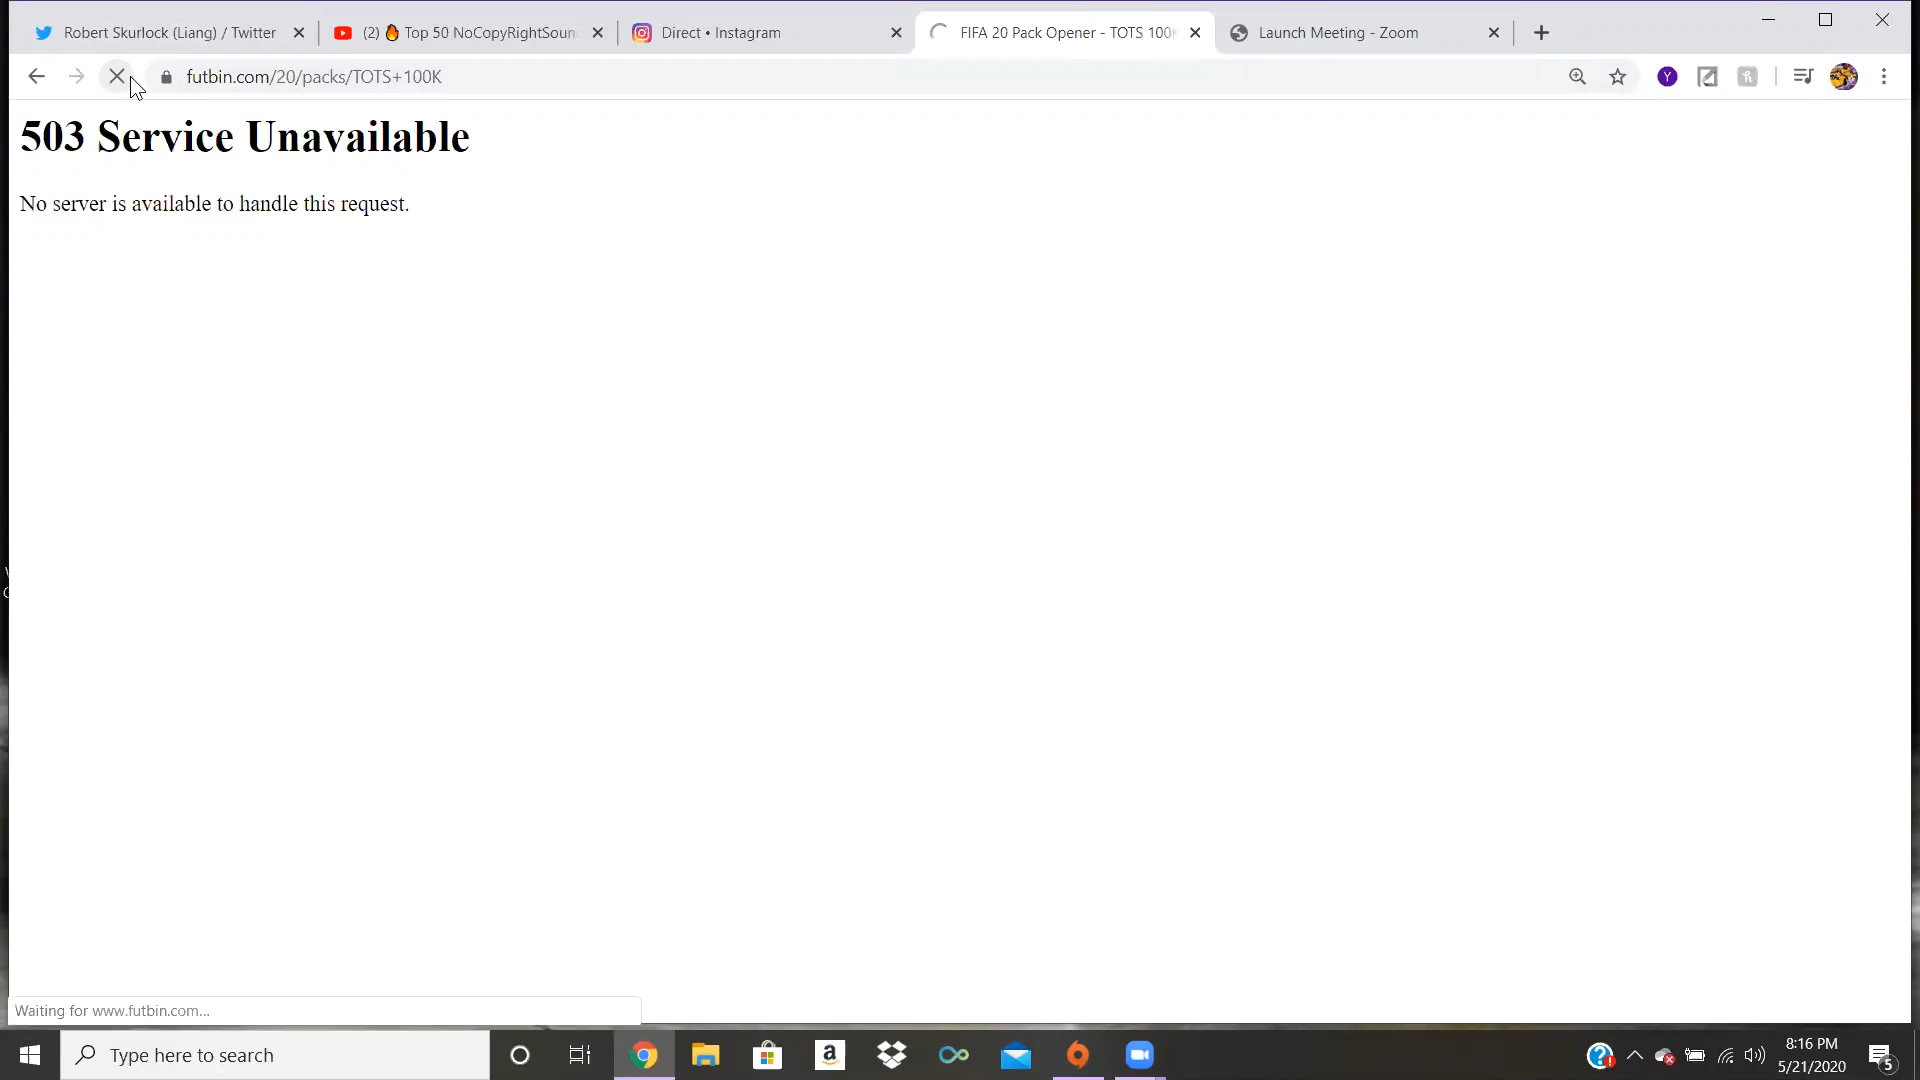 Robert Skurlock (Liang) / Twitter
(2) 🔥 Top 50 NoCopyRightSoun
Direct • Instagram
FIFA 20 Pack Opener - TOTS 100K
Launch Meeting - Zoom
futbin.com/20/packs/TOTS+100K
Y
503 Service Unavailable
No server is available to handle this request.
Waiting for www.futbin.com...
Type here to search
8:16 PM
5/21/2020
5